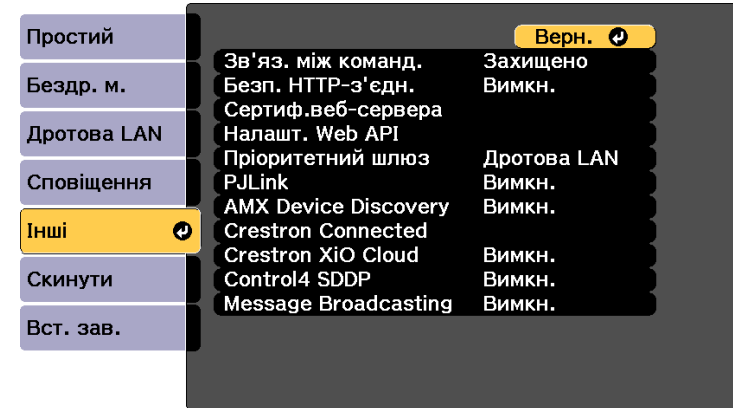 Простий
Бездр. м.
Дротова LAN
Сповіщення
Інші
Скинути
Вст. зав.
Верн.
Зв'яз. між команд. Захищено
Безп. HTTP-з'єдн. Вимкн.
Сертиф.веб-сервера
Налашт. Web API
Пріоритетний шлюз Дротова LAN
PJLink Вимкн.
AMX Device Discovery Вимкн.
Crestron Connected
Crestron XiO Cloud Вимкн.
Control4 SDDP Вимкн.
Message Broadcasting Вимкн.